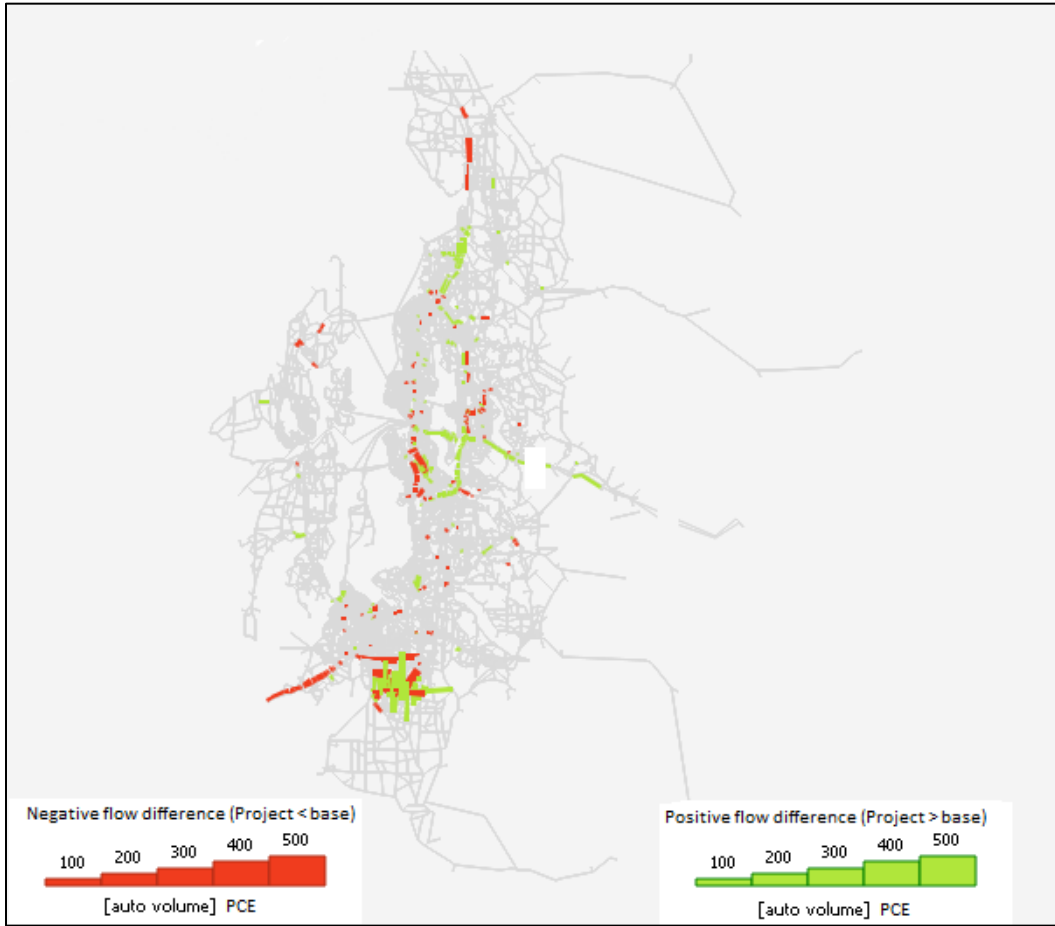 Negative flow difference (Project < base)
100 200 300 400 500
[auto volume] PCE
Positive flow difference (Project > base)
100 200 300 400 500
[auto volume] PCE